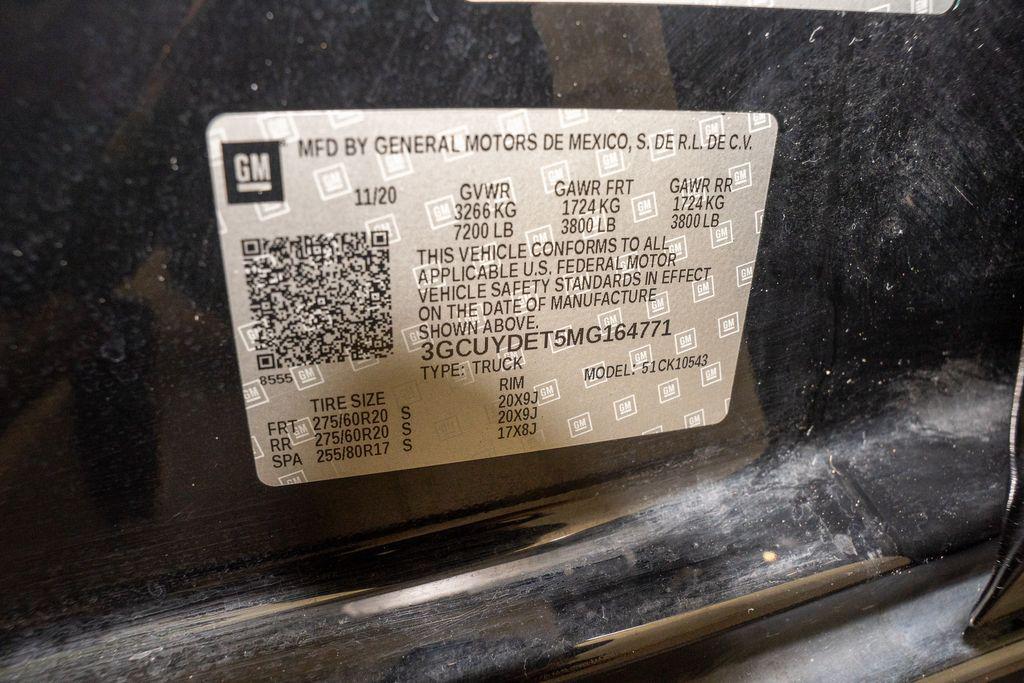 GM
MFD BY GENERAL MOTORS DE MEXICO, S. DE R.L. DE C.V.
11/20
GVWR GAWR FRT GAWR RR
3266 KG 1724 KG 1724 KG
7200 LB 3800 LB 3800 LB
THIS VEHICLE CONFORMS TO ALL
APPLICABLE U.S. FEDERAL MOTOR
VEHICLE SAFETY STANDARDS IN EFFECT
ON THE DATE OF MANUFACTURE
SHOWN ABOVE.
3GCUYDET5MG164771
8555
TYPE: TRUCK MODEL: 51CK10543
TIRE SIZE RIM
FRT 275/60R20 S 20X9J
RR 275/60R20 S 20X9J
SPA 255/80R17 S 17X8J